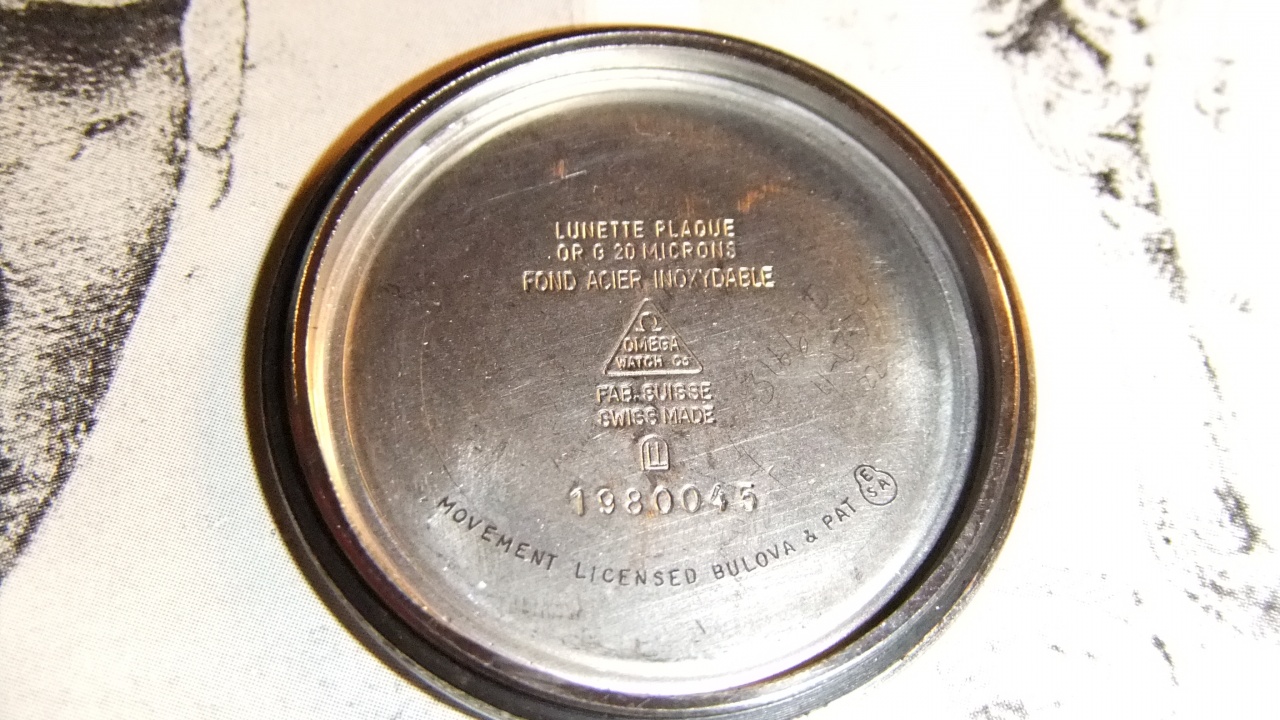 LUNETTE PLAQUE
OR G 20 MICRONS
FOND ACIER INOXYDABLE
Ω
OMEGA
WATCH Co
FAB. SUISSE
SWISS MADE
1980045
MOVEMENT LICENSED BULOVA & PAT ESA